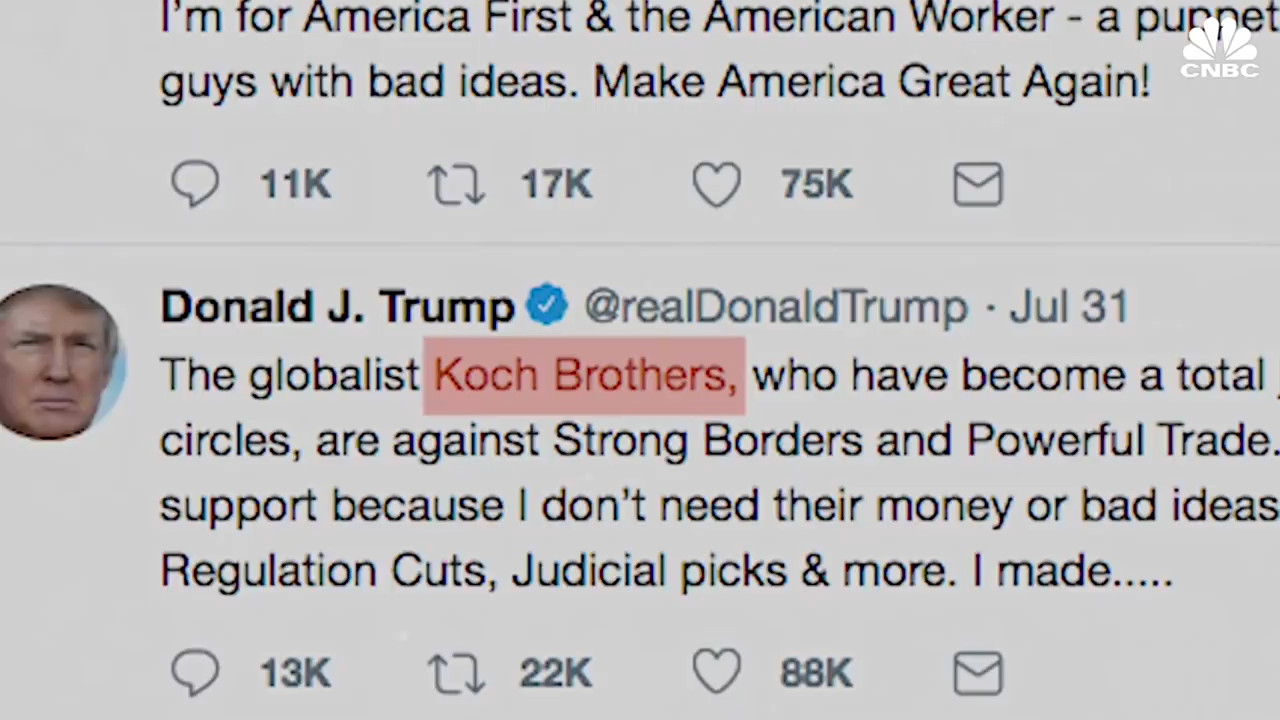 I'm for America First & the American Worker - a puppet
guys with bad ideas. Make America Great Again!
CNBC
11K 17K 75K
Donald J. Trump @realDonaldTrump · Jul 31
The globalist Koch Brothers, who have become a total
circles, are against Strong Borders and Powerful Trade.
support because I don't need their money or bad ideas
Regulation Cuts, Judicial picks & more. I made.....
13K 22K 88K